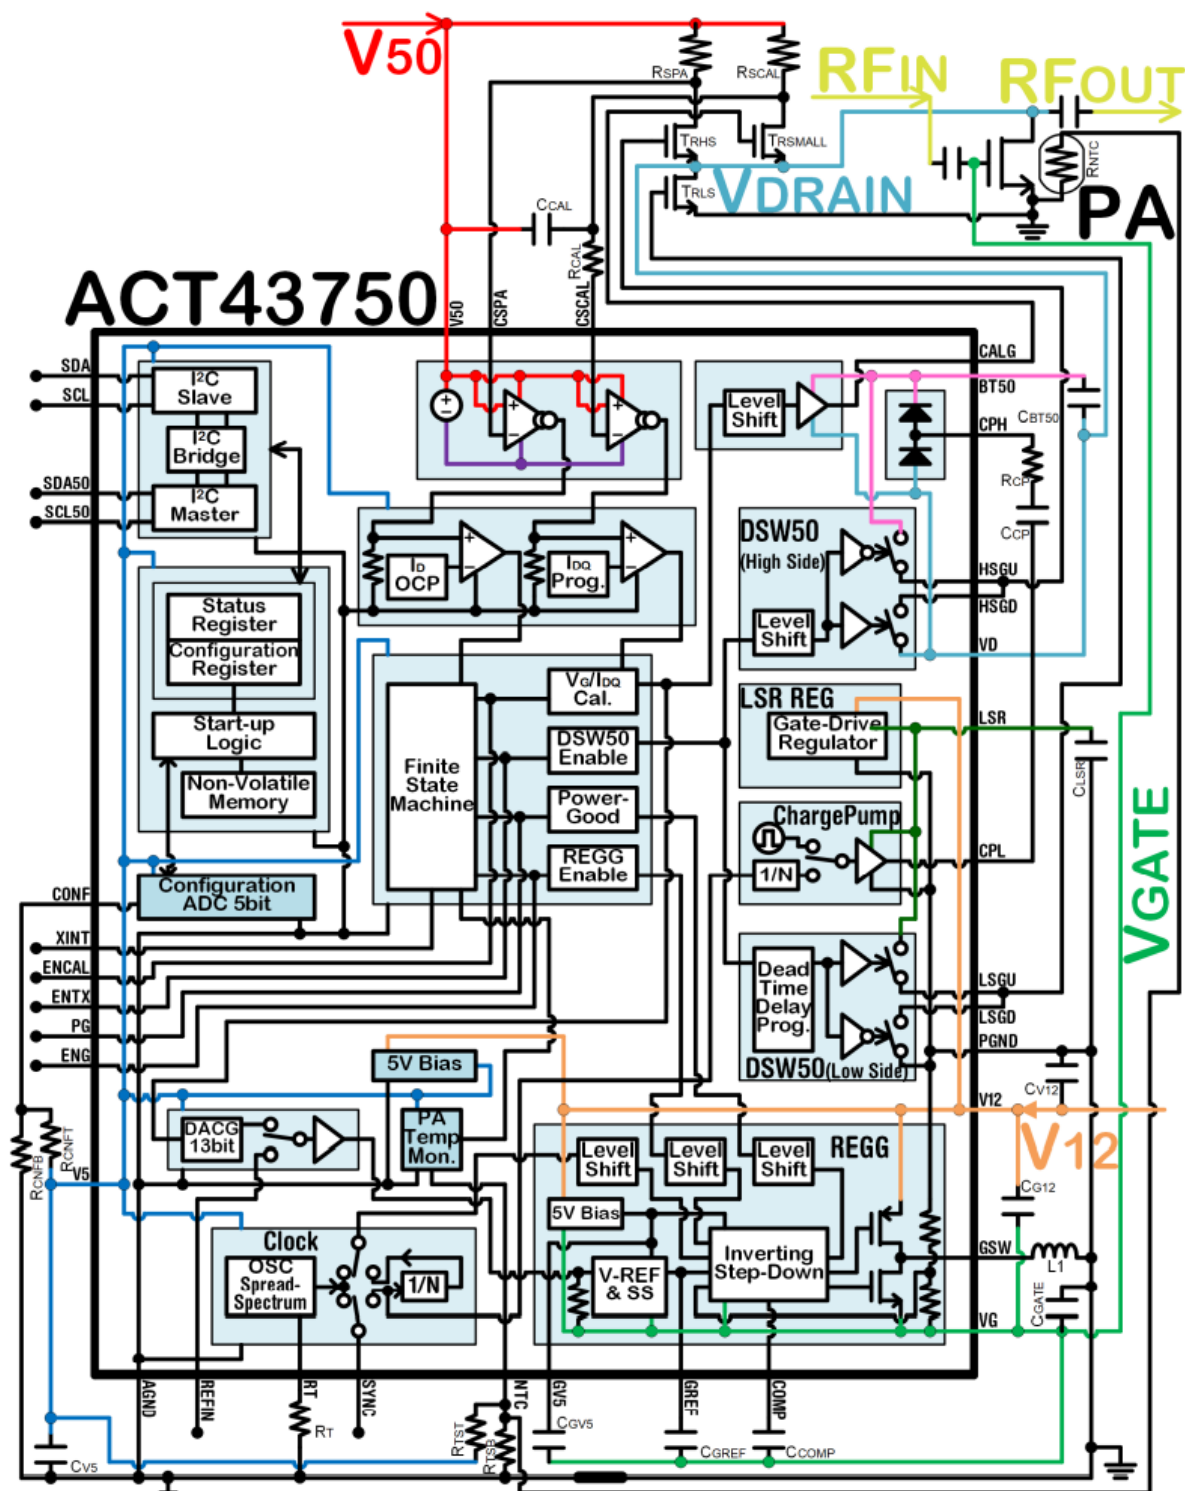 V50
RSPA
RSCAL
RFIN
RFOUT
TRHS
TRSMALL
RNTC
TRLS
VDRAIN
PA
CCAL
RCAL
ACT43750
V50
CSPA
CSCAL
SDA
SCL
SDA50
SCL50
I²C
Slave
I²C
Bridge
I²C
Master
Level
Shift
CALG
BT50
CBT50
CPH
RCP
CCP
ID
OCP
IDQ
Prog.
DSW50
(High Side)
Level
Shift
HSGU
HSGD
VD
Status
Register
Configuration
Register
Start-up
Logic
Non-Volatile
Memory
Configuration
ADC 5bit
Finite
State
Machine
VG/IDQ
Cal.
DSW50
Enable
Power-
Good
REGG
Enable
LSR REG
Gate-Drive
Regulator
LSR
CLSR
ChargePump
1/N
CPL
VGATE
CONF
XINT
ENCAL
ENTX
PG
ENG
Dead
Time
Delay
Prog.
DSW50(Low Side)
LSGU
LSGD
PGND
CV12
V12
V12
5V Bias
PA
Temp
Mon.
DACG
13bit
RCNFB
RCNFT
V5
Level
Shift
Level
Shift
Level
Shift
REGG
5V Bias
V-REF
& SS
Inverting
Step-Down
CG12
GSW
L1
CGATE
VG
Clock
OSC
Spread-
Spectrum
1/N
AGND
REFIN
RT
SYNC
NTC
GV5
GREF
COMP
CV5
RT
RTST
RTSB
CGV5
CGREF
CCOMP